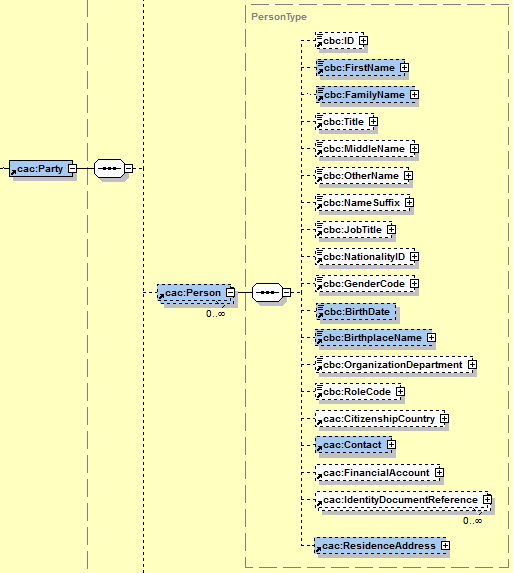 PersonType
cbc:ID
cbc:FirstName
cbc:FamilyName
cbc:Title
cbc:MiddleName
cac:Party
cbc:OtherName
cbc:NameSuffix
cbc:JobTitle
cbc:NationalityID
cbc:GenderCode
cac:Person
0..∞
cbc:BirthDate
cbc:BirthplaceName
cbc:OrganizationDepartment
cbc:RoleCode
cac:CitizenshipCountry
cac:Contact
cac:FinancialAccount
cac:IdentityDocumentReference
0..∞
cac:ResidenceAddress